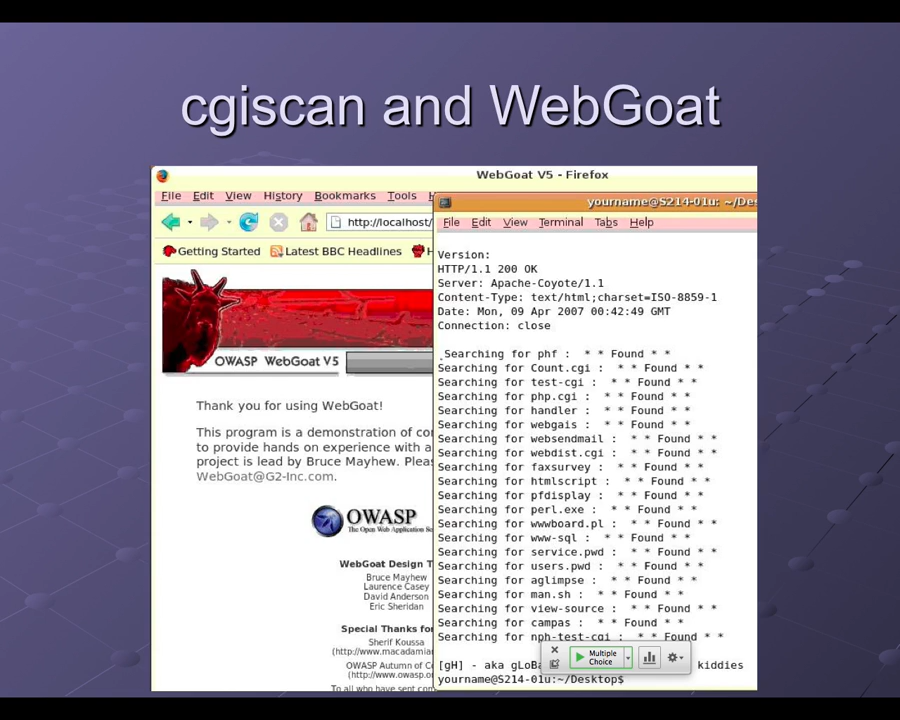 cgiscan and WebGoat
WebGoat V5 - Firefox
File Edit View History Bookmarks Tools
http://localhost/
Getting Started Latest BBC Headlines
OWASP WebGoat V5
Thank you for using WebGoat!
This program is a demonstration of
to provide hands on experience with a
project is lead by Bruce Mayhew.
WebGoat@G2-Inc.com.
OWASP
The Open Web Application
WebGoat Design
Bruce Mayhew
Laurence Casey
David Anderson
Eric Sheridan
Special Thanks for
Sherif Koussa
OWASP Autumn of
(http://www.
To all who have sent
yourname@S214-01u: ~/
File Edit View Terminal Tabs Help
Version:
HTTP/1.1 200 OK
Server: Apache-Coyote/1.1
Content-Type: text/html;charset=ISO-8859-1
Date: Mon, 09 Apr 2007 00:42:49 GMT
Connection: close
Searching for phf : * * Found * *
Searching for Count.cgi : * * Found * *
Searching for test-cgi : * * Found * *
Searching for php.cgi : * * Found * *
Searching for handler : * * Found * *
Searching for webgais : * * Found * *
Searching for websendmail : * * Found * *
Searching for webdist.cgi : * * Found * *
Searching for faxsurvey : * * Found * *
Searching for htmlscript : * * Found * *
Searching for pfdisplay : * * Found * *
Searching for perl.exe : * * Found * *
Searching for wwwboard.pl : * * Found * *
Searching for www-sql : * * Found * *
Searching for service.pwd : * * Found * *
Searching for users.pwd : * * Found * *
Searching for aglimpse : * * Found * *
Searching for man.sh : * * Found * *
Searching for view-source : * * Found * *
Searching for campas : * * Found * *
Searching for nph-test-cgi : * * Found * *
Multiple
Choice
[gH] - aka kiddies
yourname@S214-01u:~/Desktop$